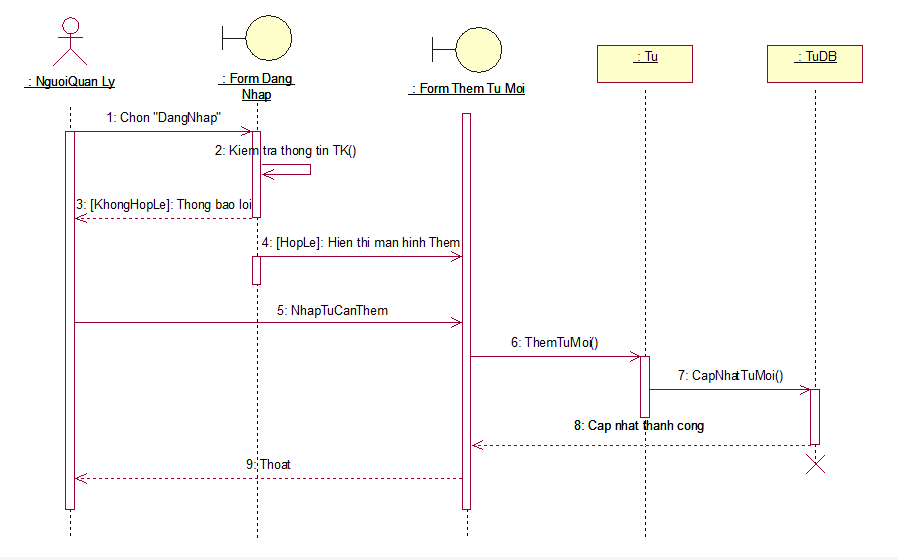 : NguoiQuan Ly
: Form Dang
Nhap
: Form Them Tu Moi
: Tu
: TuDB
1: Chon "DangNhap"
2: Kiem tra thong tin TK()
3: [KhongHopLe]: Thong bao loi
4: [HopLe]: Hien thi man hinh Them
5: NhapTuCanThem
6: ThemTuMoi()
7: CapNhatTuMoi()
8: Cap nhat thanh cong
9: Thoat